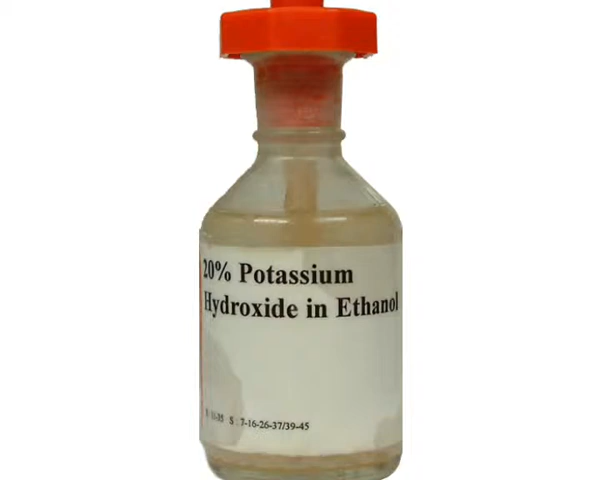 20% Potassium
Hydroxide in Ethanol
S : 7-16-26-37/39-45